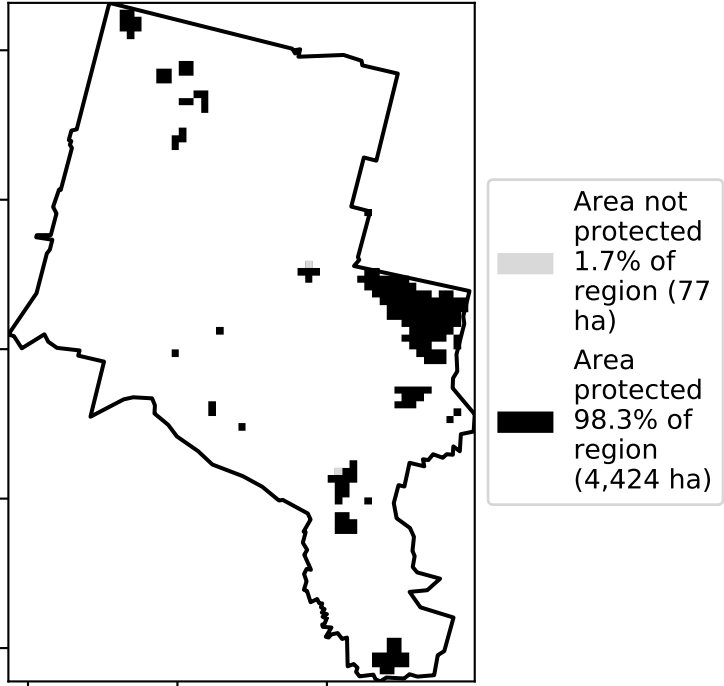 Area not
protected
1.7% of
region (77
ha)
Area
protected
98.3% of
region
(4,424 ha)